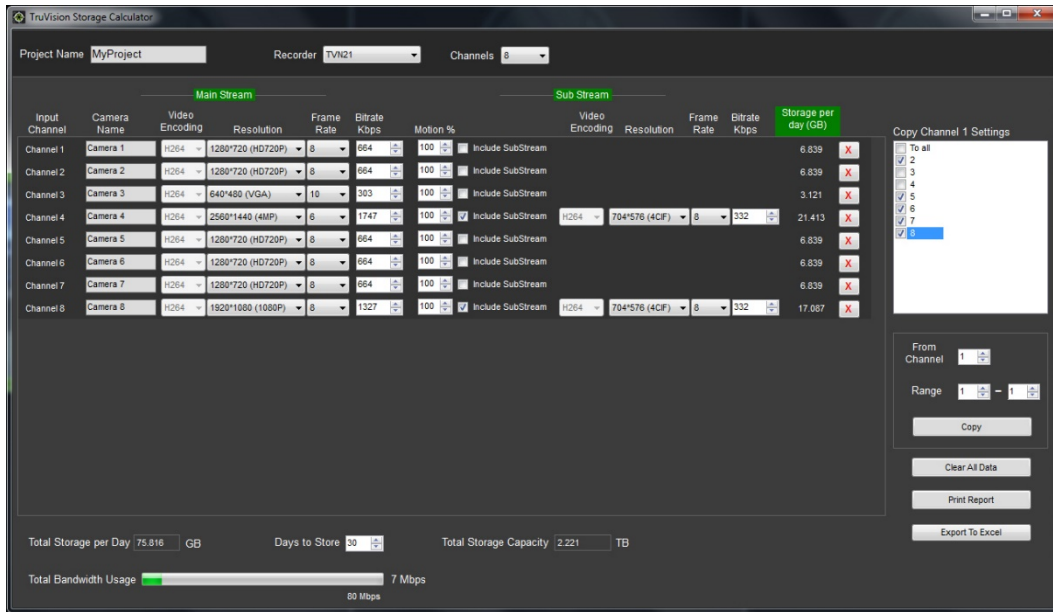 TruVision Storage Calculator
Project Name MyProject Recorder TVN21 Channels 8
Main Stream Sub Stream
Input Channel Camera Name Video Encoding Resolution Frame Rate Bitrate Kbps Motion % Video Encoding Resolution Frame Rate Bitrate Kbps Storage per day (GB)
Channel 1 Camera 1 H264 1280*720 (HD720P) 8 664 100 Include SubStream 6.839 X
Channel 2 Camera 2 H264 1280*720 (HD720P) 8 664 100 Include SubStream 6.839 X
Channel 3 Camera 3 H264 640*480 (VGA) 10 303 100 Include SubStream 3.121 X
Channel 4 Camera 4 H264 2560*1440 (4MP) 6 1747 100 Include SubStream H264 704*576 (4CIF) 8 332 21.413 X
Channel 5 Camera 5 H264 1280*720 (HD720P) 8 664 100 Include SubStream 6.839 X
Channel 6 Camera 6 H264 1280*720 (HD720P) 8 664 100 Include SubStream 6.839 X
Channel 7 Camera 7 H264 1280*720 (HD720P) 8 664 100 Include SubStream 6.839 X
Channel 8 Camera 8 H264 1920*1080 (1080P) 8 1327 100 Include SubStream H264 704*576 (4CIF) 8 332 17.087 X
Copy Channel 1 Settings
To all
2
3
4
5
6
7
8
From Channel 1
Range 1 – 1
Copy
Clear All Data
Print Report
Export To Excel
Total Storage per Day 75.816 GB Days to Store 30 Total Storage Capacity 2.221 TB
Total Bandwidth Usage 7 Mbps
80 Mbps